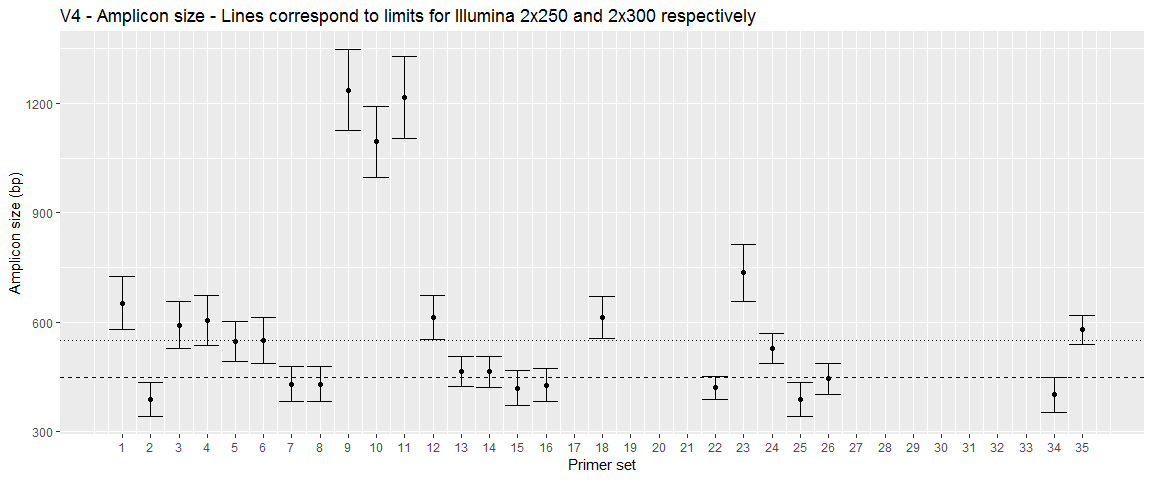 V4 - Amplicon size - Lines correspond to limits for Illumina 2x250 and 2x300 respectively
1200
900
600
300
Amplicon size (bp)
1 2 3 4 5 6 7 8 9 10 11 12 13 14 15 16 17 18 19 20 21 22 23 24 25 26 27 28 29 30 31 32 33 34 35
Primer set